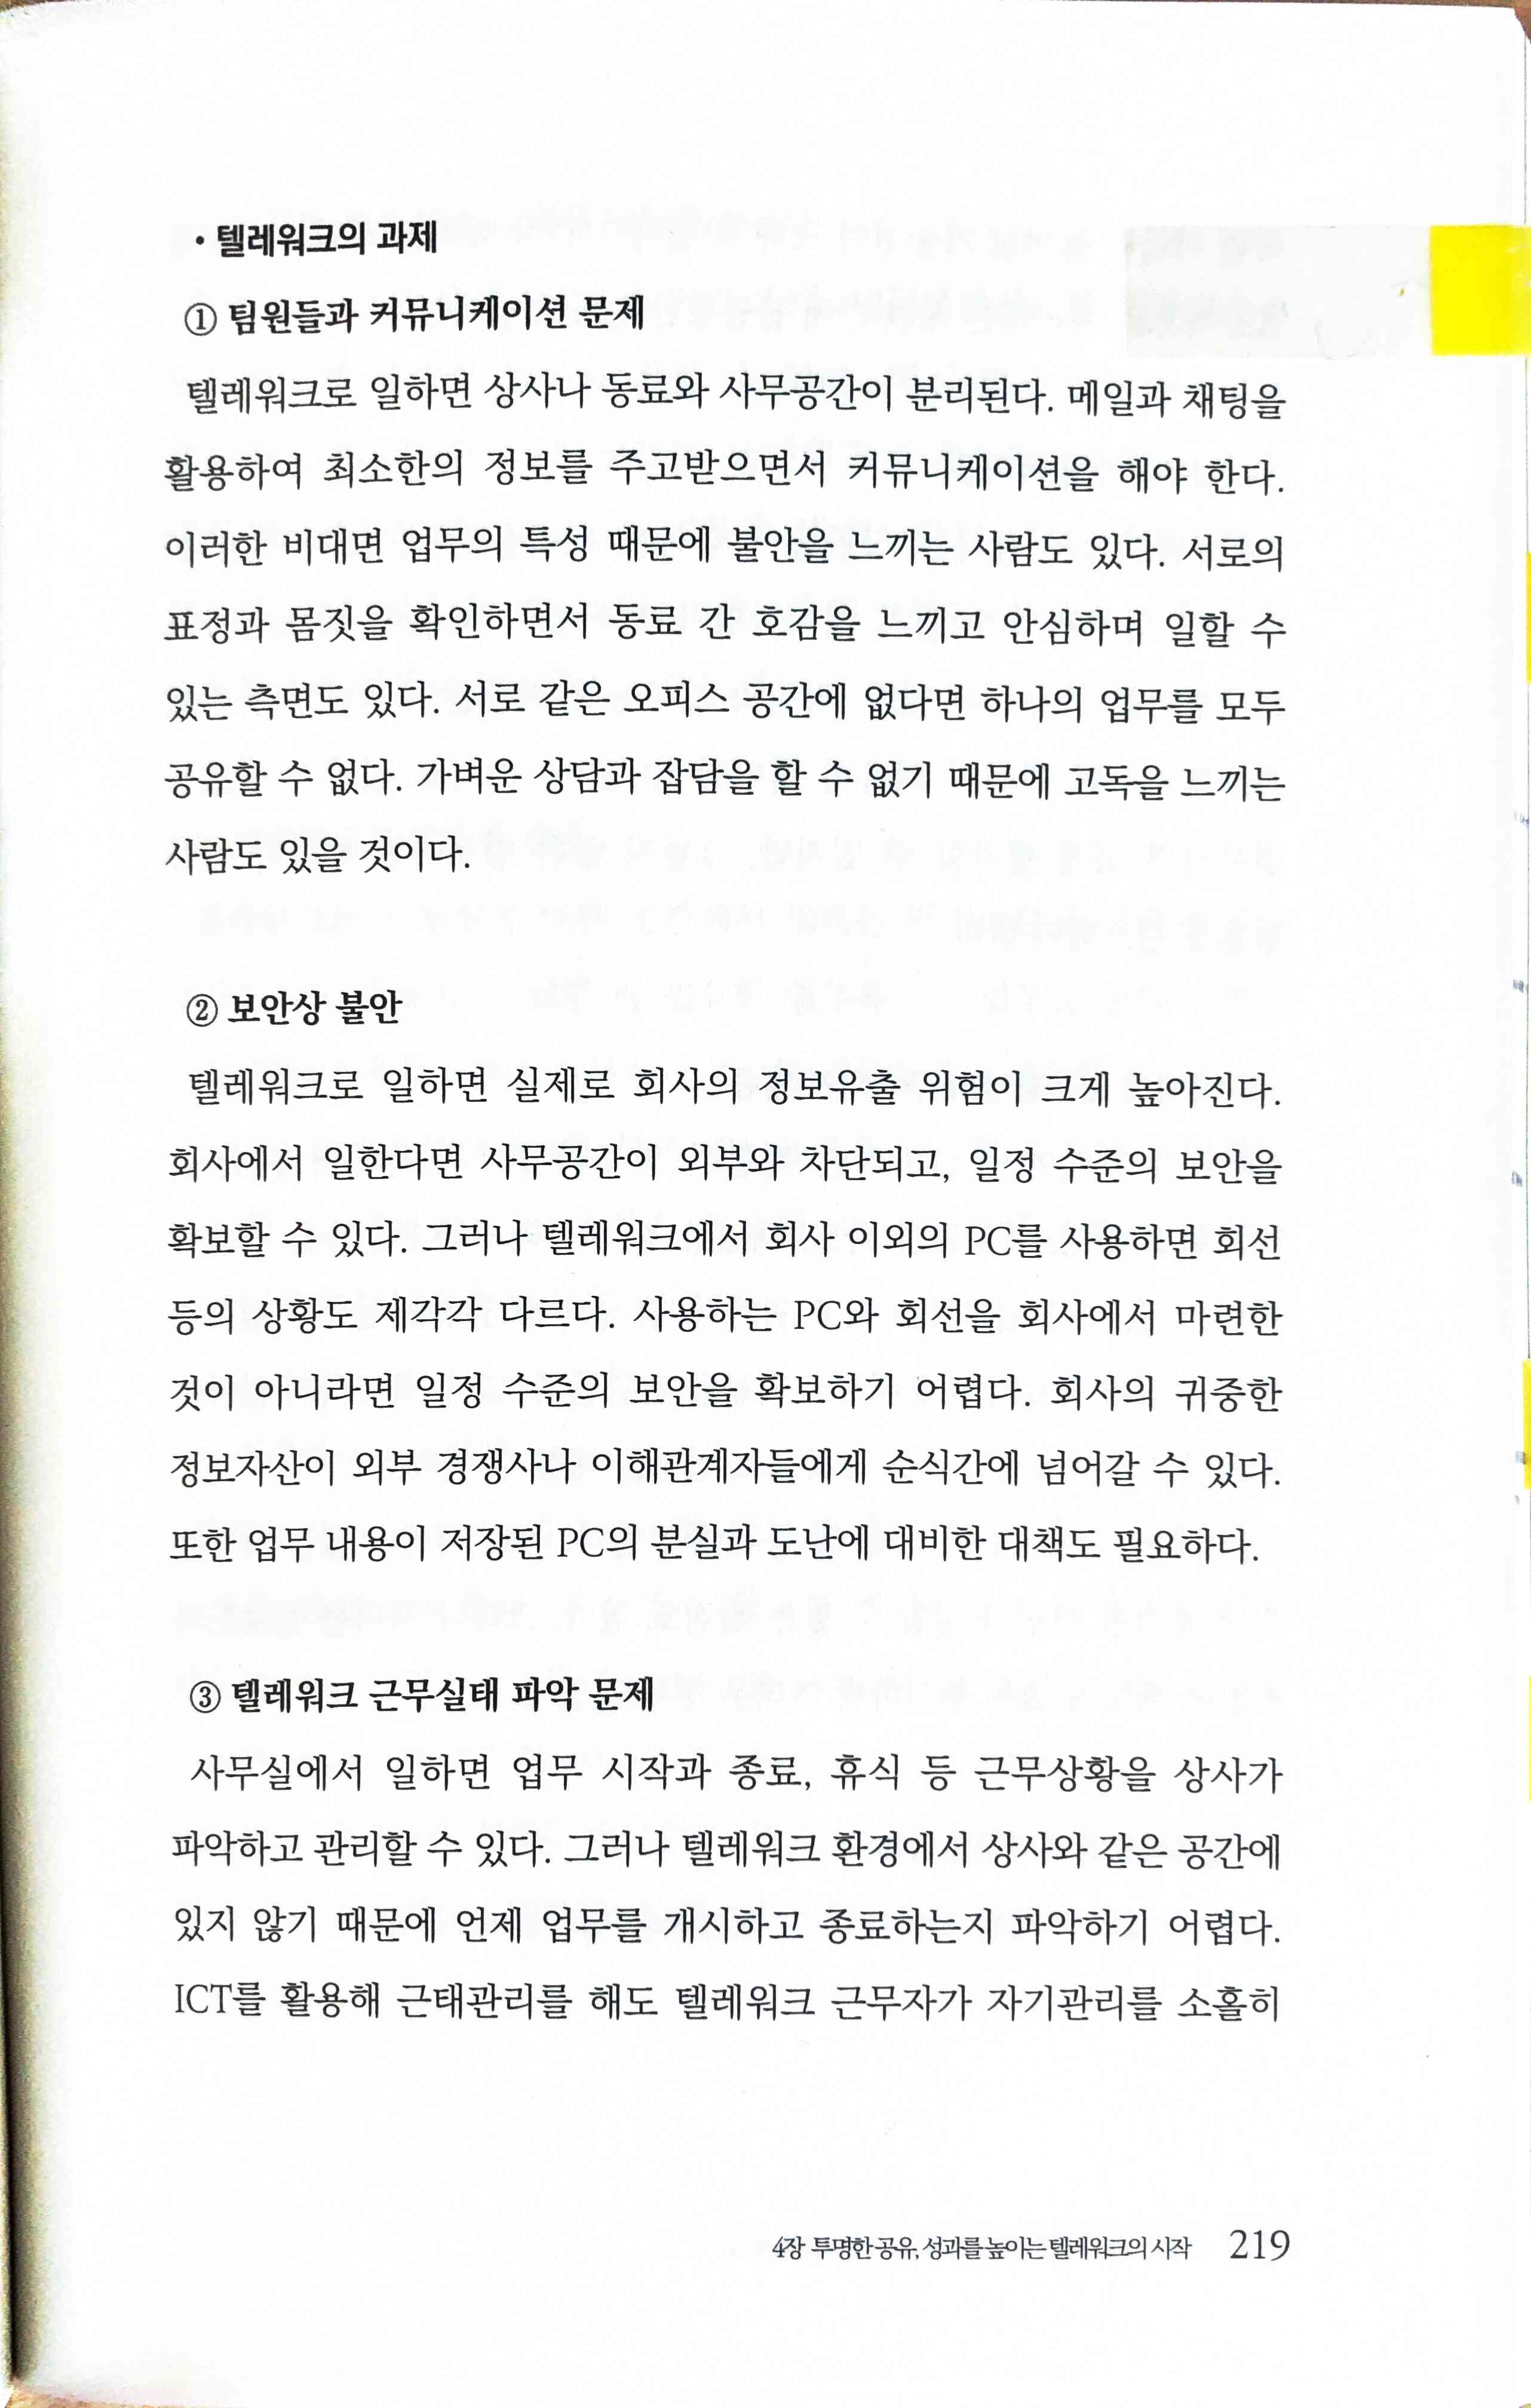 • 텔레워크의 과제
① 팀원들과 커뮤니케이션 문제
텔레워크로 일하면 상사나 동료와 사무공간이 분리된다. 메일과 채팅을
활용하여 최소한의 정보를 주고받으면서 커뮤니케이션을 해야 한다.
이러한 비대면 업무의 특성 때문에 불안을 느끼는 사람도 있다. 서로의
표정과 몸짓을 확인하면서 동료 간 호감을 느끼고 안심하며 일할 수
있는 측면도 있다. 서로 같은 오피스 공간에 없다면 하나의 업무를 모두
공유할 수 없다. 가벼운 상담과 잡담을 할 수 없기 때문에 고독을 느끼는
사람도 있을 것이다.
② 보안상 불안
텔레워크로 일하면 실제로 회사의 정보유출 위험이 크게 높아진다.
회사에서 일한다면 사무공간이 외부와 차단되고, 일정 수준의 보안을
확보할 수 있다. 그러나 텔레워크에서 회사 이외의 PC를 사용하면 회선
등의 상황도 제각각 다르다. 사용하는 PC와 회선을 회사에서 마련한
것이 아니라면 일정 수준의 보안을 확보하기 어렵다. 회사의 귀중한
정보자산이 외부 경쟁사나 이해관계자들에게 순식간에 넘어갈 수 있다.
또한 업무 내용이 저장된 PC의 분실과 도난에 대비한 대책도 필요하다.
③ 텔레워크 근무실태 파악 문제
사무실에서 일하면 업무 시작과 종료, 휴식 등 근무상황을 상사가
파악하고 관리할 수 있다. 그러나 텔레워크 환경에서 상사와 같은 공간에
있지 않기 때문에 언제 업무를 개시하고 종료하는지 파악하기 어렵다.
ICT를 활용해 근태관리를 해도 텔레워크 근무자가 자기관리를 소홀히
4장 투명한 공유, 성과를 높이는 텔레워크의 시작 219